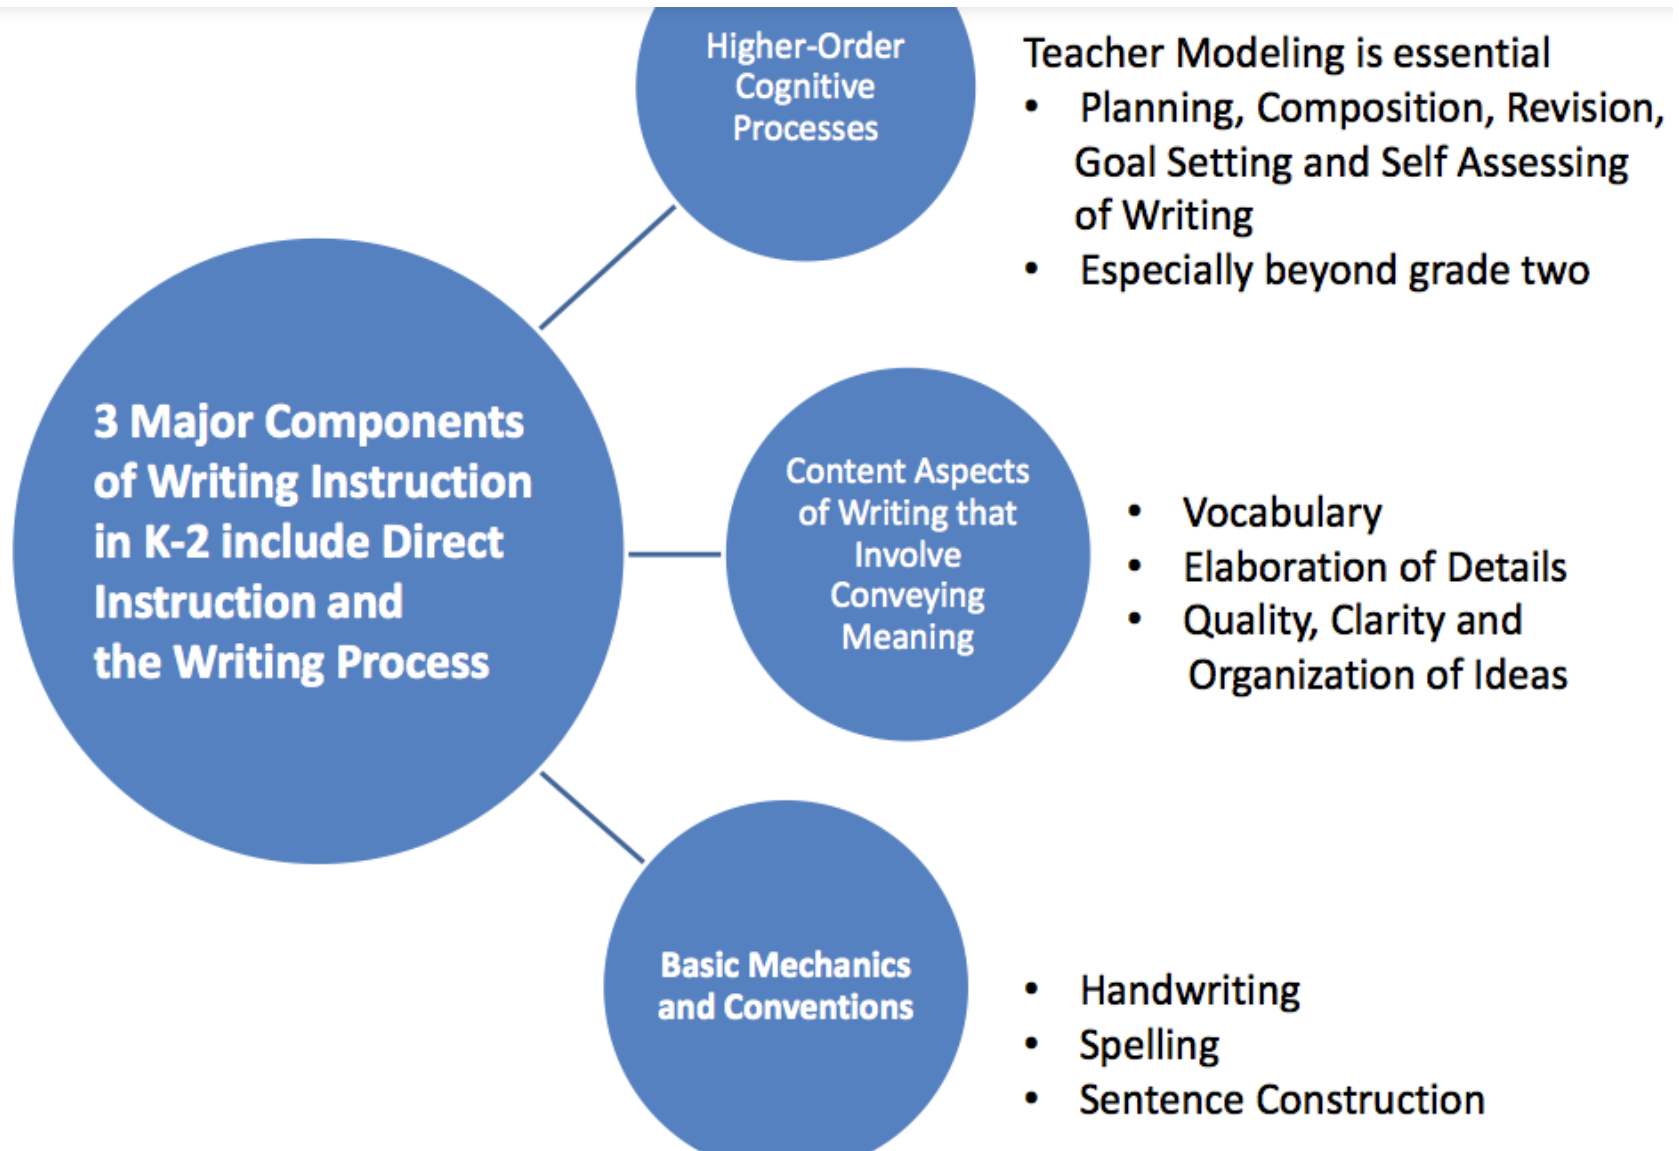 Higher-Order
Cognitive
Processes
Teacher Modeling is essential
• Planning, Composition, Revision,
Goal Setting and Self Assessing
of Writing
• Especially beyond grade two
3 Major Components
of Writing Instruction
in K-2 include Direct
Instruction and
the Writing Process
Content Aspects
of Writing that
Involve
Conveying
Meaning
• Vocabulary
• Elaboration of Details
• Quality, Clarity and
Organization of Ideas
Basic Mechanics
and Conventions
• Handwriting
• Spelling
• Sentence Construction